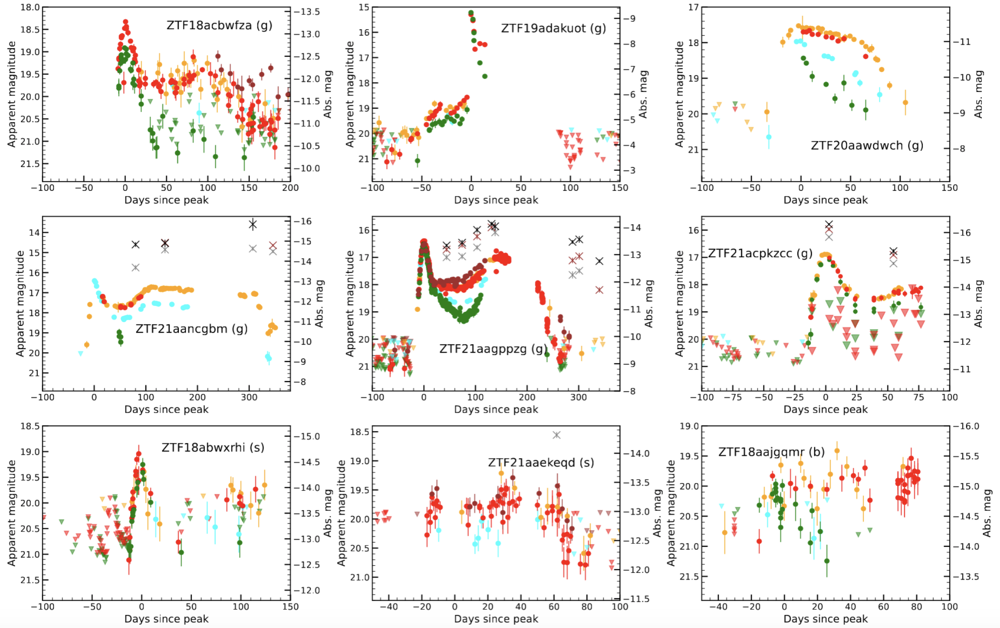 18.0
18.5
19.0
19.5
20.0
20.5
21.0
21.5
Apparent magnitude
ZTF18acbwfza (g)
−13.5
−13.0
−12.5
−12.0
−11.5
−11.0
−10.5
−10.0
Abs. mag
−100 −50 0 50 100 150 200
Days since peak
15
16
17
18
19
20
21
Apparent magnitude
ZTF19adakuot (g)
−9
−8
−7
−6
−5
−4
−3
Abs. mag
−100 −50 0 50 100 150
Days since peak
17
18
19
20
21
Apparent magnitude
ZTF20aawdwch (g)
−11
−10
−9
−8
Abs. mag
−100 −50 0 50 100 150
Days since peak
14
15
16
17
18
19
20
21
Apparent magnitude
ZTF21aancgbm (g)
−16
−15
−14
−13
−12
−11
−10
−9
−8
Abs. mag
−100 0 100 200 300
Days since peak
16
17
18
19
20
21
Apparent magnitude
ZTF21aagppzg (g)
−14
−13
−12
−11
−10
−9
−8
Abs. mag
−100 0 100 200 300
Days since peak
16
17
18
19
20
21
Apparent magnitude
ZTF21acpkzcc (g)
−16
−15
−14
−13
−12
−11
Abs. mag
−100 −75 −50 −25 0 25 50 75 100
Days since peak
18.5
19.0
19.5
20.0
20.5
21.0
21.5
Apparent magnitude
ZTF18abwxrhi (s)
−15.0
−14.5
−14.0
−13.5
−13.0
−12.5
−12.0
Abs. mag
−100 −50 0 50 100 150
Days since peak
18.5
19.0
19.5
20.0
20.5
21.0
Apparent magnitude
ZTF21aaekeqd (s)
−14.0
−13.5
−13.0
−12.5
−12.0
−11.5
Abs. mag
−40 −20 0 20 40 60 80 100
Days since peak
19.0
19.5
20.0
20.5
21.0
21.5
Apparent magnitude
ZTF18aajgqmr (b)
−16.0
−15.5
−15.0
−14.5
−14.0
−13.5
Abs. mag
−40 −20 0 20 40 60 80 100
Days since peak